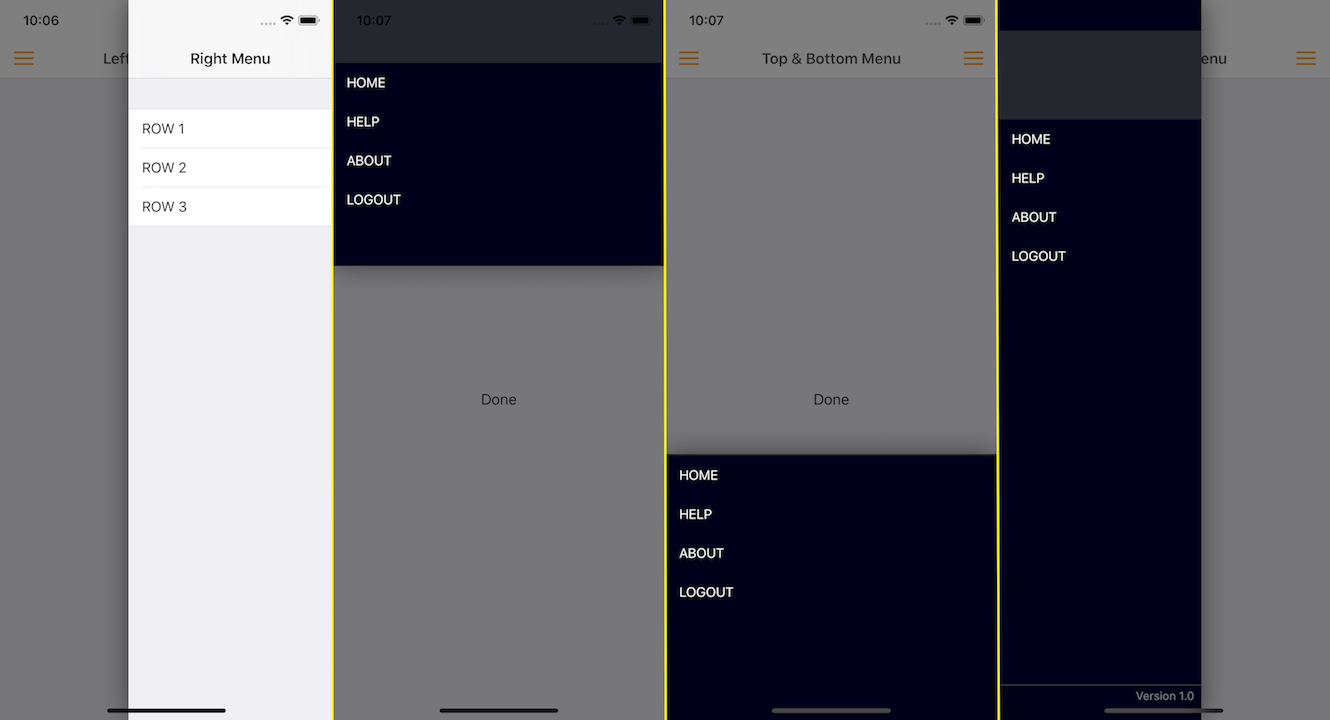 10:06
Left
Right Menu
ROW 1
ROW 2
ROW 3
10:07
HOME
HELP
ABOUT
LOGOUT
Done
10:07
Top & Bottom Menu
Done
HOME
HELP
ABOUT
LOGOUT
enu
HOME
HELP
ABOUT
LOGOUT
Version 1.0